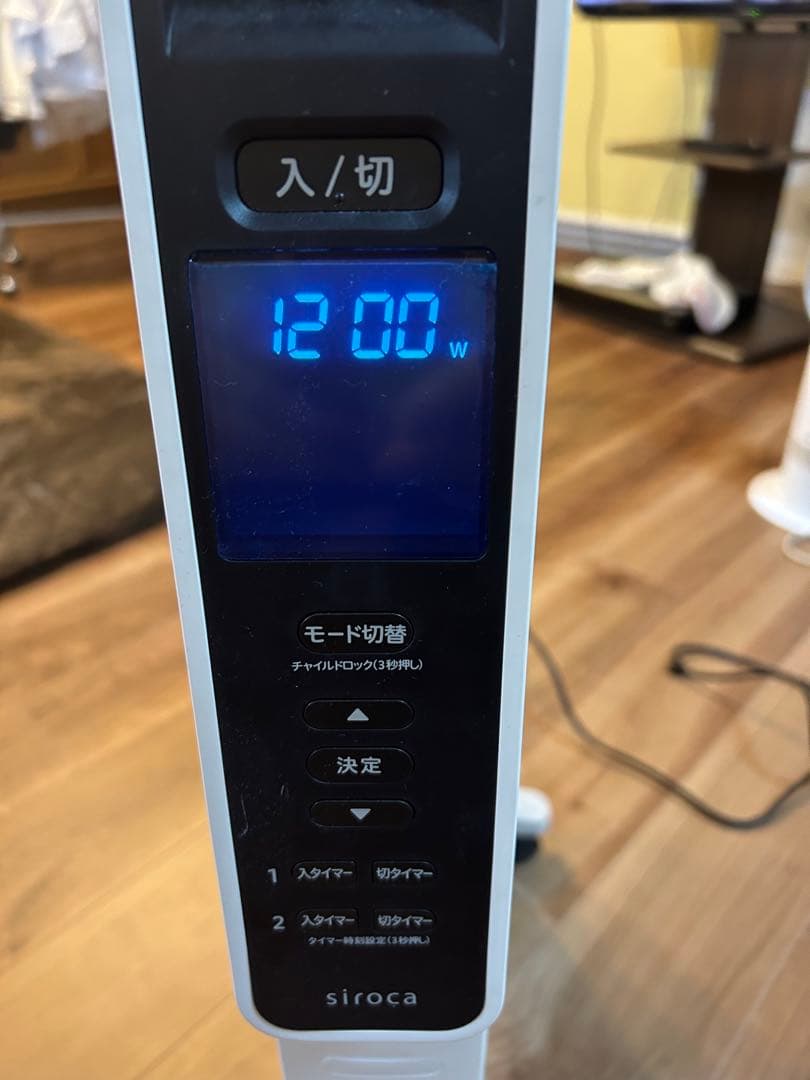 入/切
1200W
モード切替
チャイルドロック(3秒押し)
▲
決定
▼
1 入タイマー 切タイマー
2 入タイマー 切タイマー
タイマー時刻設定(3秒押し)
siroca